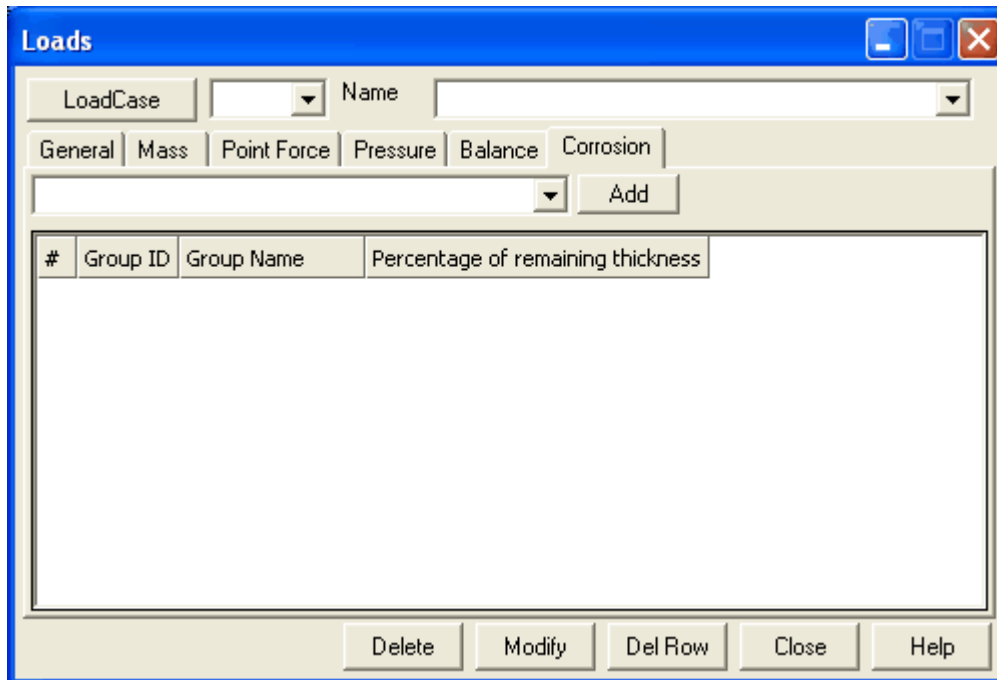 Loads
LoadCase Name
General Mass Point Force Pressure Balance Corrosion
Add
# Group ID Group Name Percentage of remaining thickness
Delete Modify Del Row Close Help